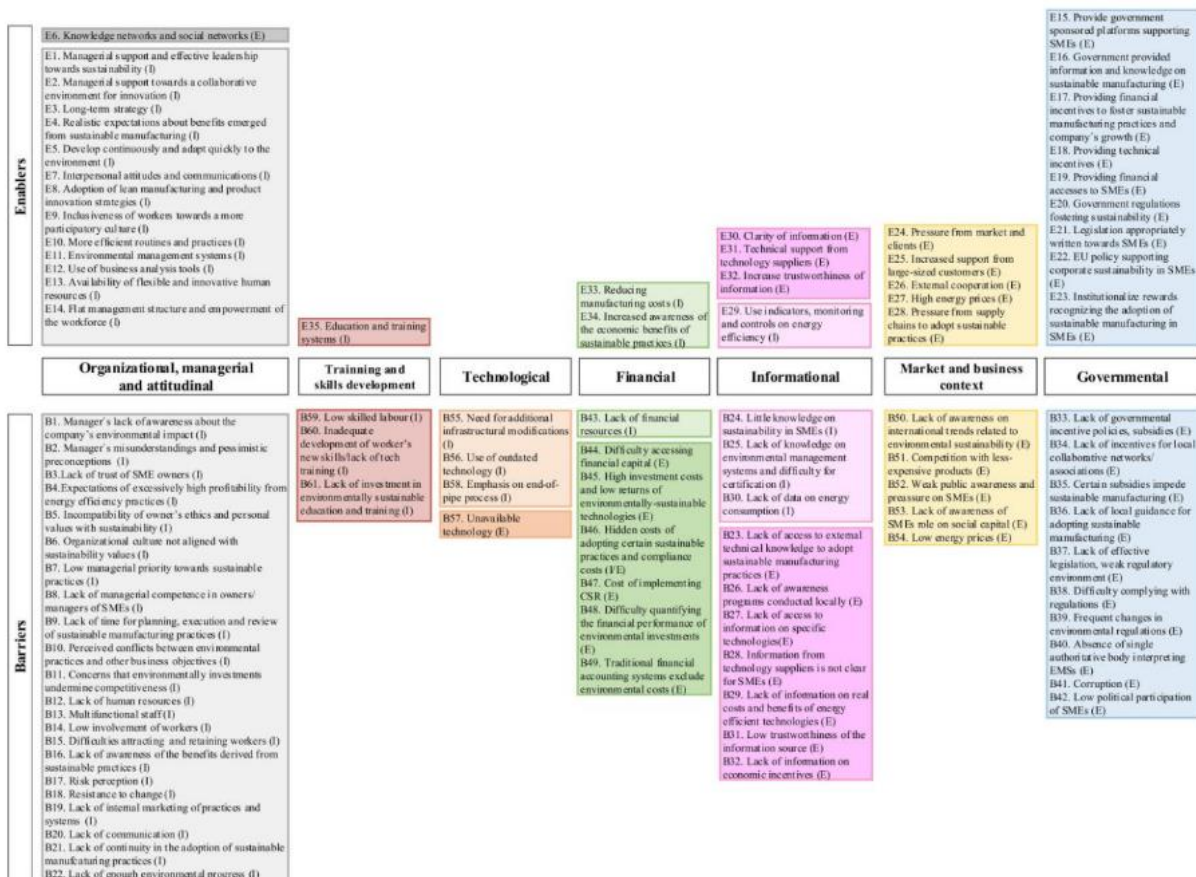 Enablers
E6. Knowledge networks and social networks (E)
E1. Managerial support and effective leadership
towards sustainability (I)
E2. Managerial support towards a collaborative
environment for innovation (I)
E3. Long-term strategy (I)
E4. Realistic expectations about benefits emerged
from sustainable manufacturing (I)
E5. Develop continuously and adapt quickly to the
environment (I)
E7. Interpersonal attitudes and communications (I)
E8. Adoption of lean manufacturing and product
innovation strategies (I)
E9. Inclusiveness of workers towards a more
participatory culture (I)
E10. More efficient routines and practices (I)
E11. Environmental management systems (I)
E12. Use of business analysis tools (I)
E13. Availability of flexible and innovative human
resources (I)
E14. Flat management structure and empowerment of
the workforce (I)
E35. Education and training
systems (I)
E33. Reducing
manufacturing costs (I)
E34. Increased awareness of
the economic benefits of
sustainable practices (I)
E30. Clarity of information (E)
E31. Technical support from
technology suppliers (E)
E32. Increase trustworthiness of
information (E)
E29. Use indicators, monitoring
and controls on energy
efficiency (I)
E24. Pressure from market and
clients (E)
E25. Increased support from
large-sized customers (E)
E26. External cooperation (E)
E27. High energy prices (E)
E28. Pressure from supply
chains to adopt sustainable
practices (E)
E15. Provide government
sponsored platforms supporting
SMEs (E)
E16. Government provided
information and knowledge on
sustainable manufacturing (E)
E17. Providing financial
incentives to foster sustainable
manufacturing practices and
company's growth (E)
E18. Providing technical
incentives (E)
E19. Providing financial
accesses to SMEs (E)
E20. Government regulations
fostering sustainability (E)
E21. Legislation appropriately
written towards SMEs (E)
E22. EU policy supporting
corporate sustainability in SMEs
(E)
E23. Institutionalize rewards
recognizing the adoption of
sustainable manufacturing in
SMEs (E)
Organizational, managerial
and attitudinal
Trainning and
skills development
Technological
Financial
Informational
Market and business
context
Governmental
Barriers
B1. Manager's lack of awareness about the
company's environmental impact (I)
B2. Manager's misunderstandings and pessimistic
preconceptions (I)
B3.Lack of trust of SME owners (I)
B4.Expectations of excessively high profitability from
energy efficiency practices (I)
B5. Incompatibility of owner's ethics and personal
values with sustainability (I)
B6. Organizational culture not aligned with
sustainability values (I)
B7. Low managerial priority towards sustainable
practices (I)
B8. Lack of managerial competence in owners/
managers of SMEs (I)
B9. Lack of time for planning, execution and review
of sustainable manufacturing practices (I)
B10. Perceived conflicts between environmental
practices and other business objectives (I)
B11. Concerns that environmentally investments
undermine competitiveness (I)
B12. Lack of human resources (I)
B13. Multifunctional staff (I)
B14. Low involvement of workers (I)
B15. Difficulties attracting and retaining workers (I)
B16. Lack of awareness of the benefits derived from
sustainable practices (I)
B17. Risk perception (I)
B18. Resistance to change (I)
B19. Lack of internal marketing of practices and
systems (I)
B20. Lack of communication (I)
B21. Lack of continuity in the adoption of sustainable
manufcaturing practices (I)
B22. Lack of enough environmental progress (I)
B59. Low skilled labour (I)
B60. Inadequate
development of worker's
new skills/lack of tech
training (I)
B61. Lack of investment in
environmentally sustainable
education and training (I)
B55. Need for additional
infrastructural modifications
(I)
B56. Use of outdated
technology (I)
B58. Emphasis on end-of-
pipe process (I)
B57. Unavailable
technology (E)
B43. Lack of financial
resources (I)
B44. Difficulty accessing
financial capital (E)
B45. High investment costs
and low returns of
environmentally-sustainable
technologies (E)
B46. Hidden costs of
adopting certain sustainable
practices and compliance
costs (I/E)
B47. Cost of implementing
CSR (E)
B48. Difficulty quantifying
the financial performance of
environmental investments
(E)
B49. Traditional financial
accounting systems exclude
environmental costs (E)
B24. Little knowledge on
sustainability in SMEs (I)
B25. Lack of knowledge on
environmental management
systems and difficulty for
certification (I)
B30. Lack of data on energy
consumption (I)
B23. Lack of access to external
technical knowledge to adopt
sustainable manufacturing
practices (E)
B26. Lack of awareness
programs conducted locally (E)
B27. Lack of access to
information on specific
technologies(E)
B28. Information from
technology suppliers is not clear
for SMEs (E)
B29. Lack of information on real
costs and benefits of energy
efficient technologies (E)
B31. Low trustworthiness of the
information source (E)
B32. Lack of information on
economic incentives (E)
B50. Lack of awareness on
international trends related to
environmental sustainability (E)
B51. Competition with less-
expensive products (E)
B52. Weak public awareness and
preassure on SMEs (E)
B53. Lack of awareness of
SMEs role on social capital (E)
B54. Low energy prices (E)
B33. Lack of governmental
incentive policies, subsidies (E)
B34. Lack of incentives for local
collaborative networks/
associations (E)
B35. Certain subsidies impede
sustainable manufacturing (E)
B36. Lack of local guidance for
adopting sustainable
manufacturing (E)
B37. Lack of effective
legislation, weak regulatory
environment (E)
B38. Difficulty complying with
regulations (E)
B39. Frequent changes in
environmental regulations (E)
B40. Absence of single
authoritative body interpreting
EMSs (E)
B41. Corruption (E)
B42. Low political participation
of SMEs (E)